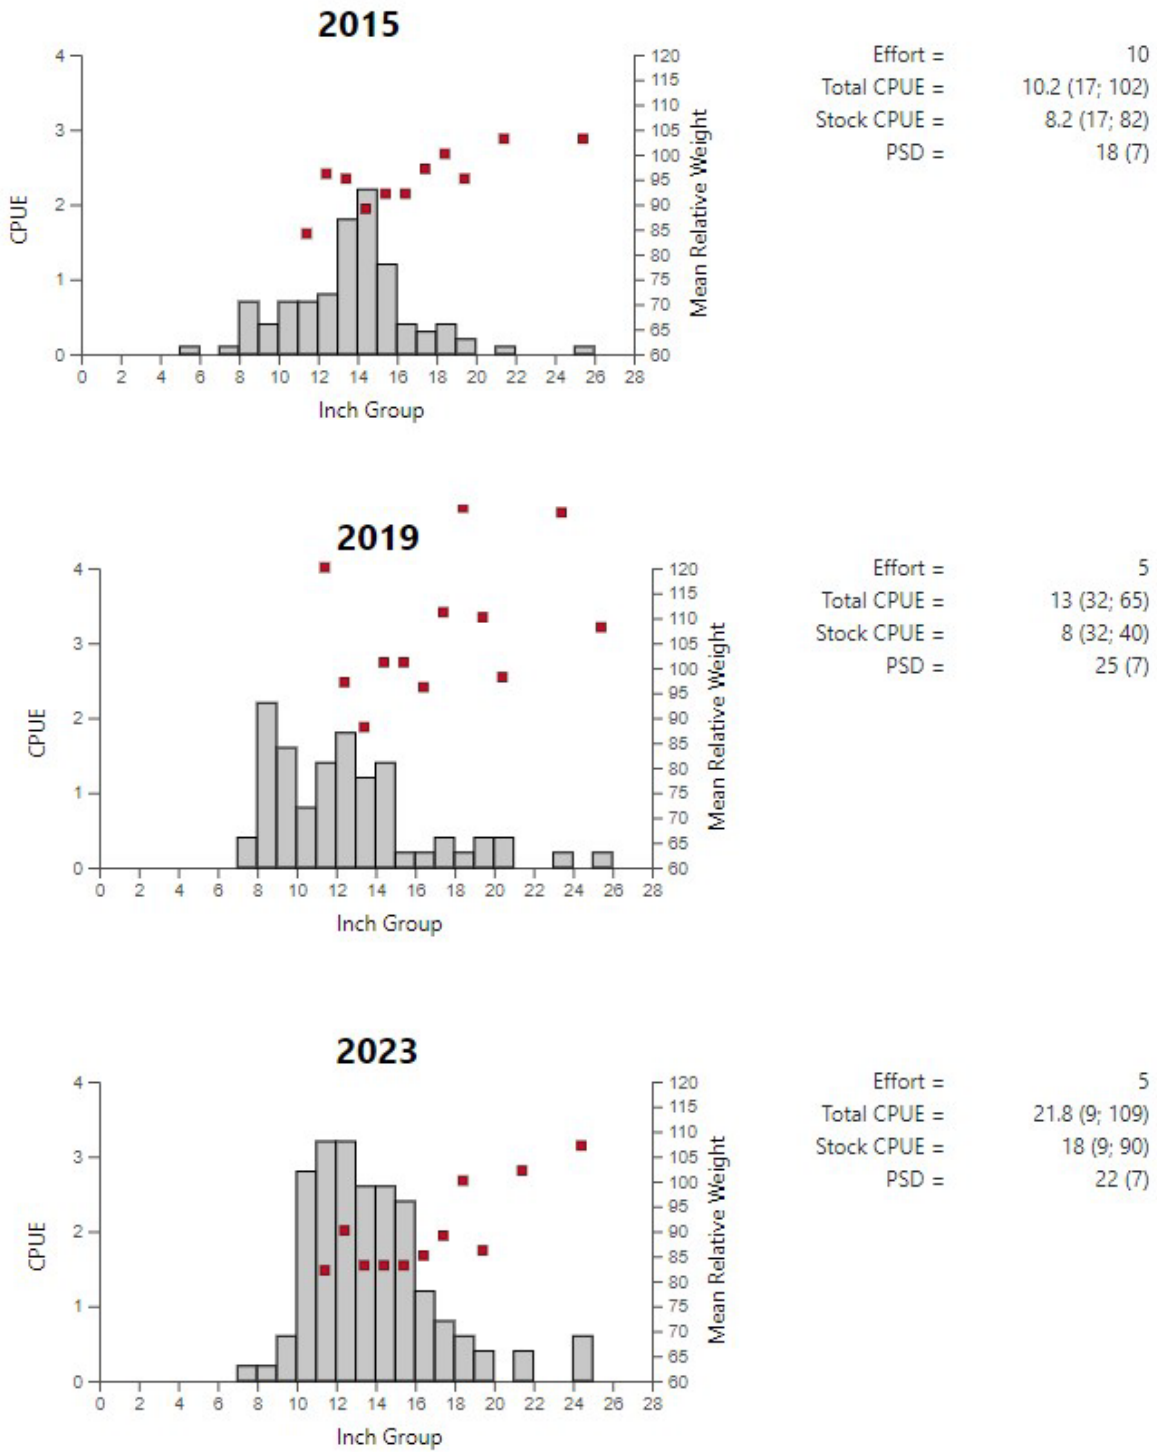 2015
Effort = 10
Total CPUE = 10.2 (17; 102)
Stock CPUE = 8.2 (17; 82)
PSD = 18 (7)
CPUE
4
3
2
1
0
120
115
110
105
100
95
90
85
80
75
70
65
60
Mean Relative Weight
0 2 4 6 8 10 12 14 16 18 20 22 24 26 28
Inch Group
2019
Effort = 5
Total CPUE = 13 (32; 65)
Stock CPUE = 8 (32; 40)
PSD = 25 (7)
CPUE
4
3
2
1
0
120
115
110
105
100
95
90
85
80
75
70
65
60
Mean Relative Weight
0 2 4 6 8 10 12 14 16 18 20 22 24 26 28
Inch Group
2023
Effort = 5
Total CPUE = 21.8 (9; 109)
Stock CPUE = 18 (9; 90)
PSD = 22 (7)
CPUE
4
3
2
1
0
120
115
110
105
100
95
90
85
80
75
70
65
60
Mean Relative Weight
0 2 4 6 8 10 12 14 16 18 20 22 24 26 28
Inch Group